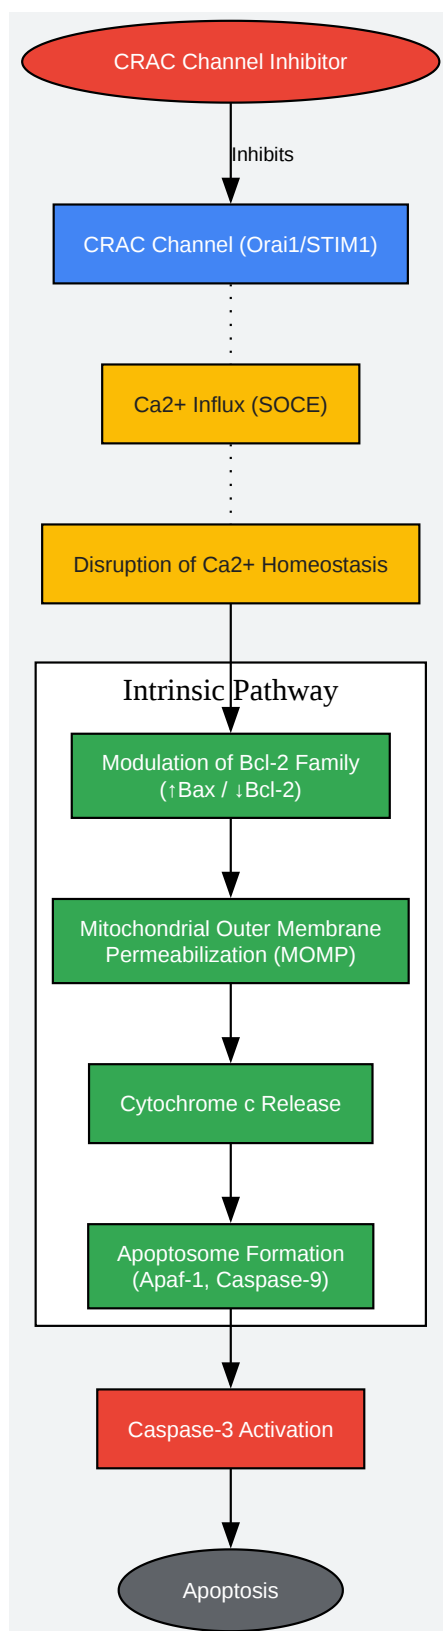 CRAC Channel Inhibitor
Inhibits
CRAC Channel (Orai1/STIM1)
Ca2+ Influx (SOCE)
Disruption of Ca2+ Homeostasis
Intrinsic Pathway
Modulation of Bcl-2 Family
(↑Bax / ↓Bcl-2)
Mitochondrial Outer Membrane
Permeabilization (MOMP)
Cytochrome c Release
Apoptosome Formation
(Apaf-1, Caspase-9)
Caspase-3 Activation
Apoptosis